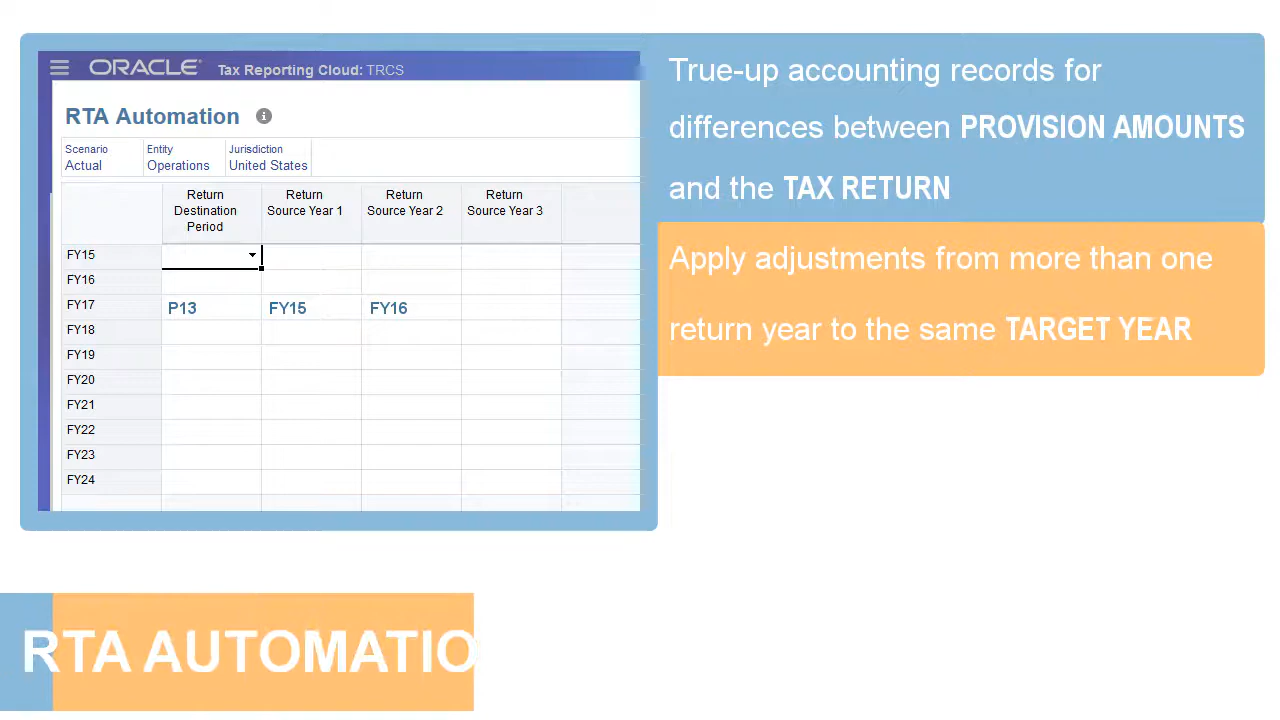 ORACLE Tax Reporting Cloud: TRCS
RTA Automation
Scenario Entity Jurisdiction
Actual Operations United States
Return Destination Period
Return Source Year 1
Return Source Year 2
Return Source Year 3
FY15
FY16
FY17 P13 FY15 FY16
FY18
FY19
FY20
FY21
FY22
FY23
FY24
True-up accounting records for
differences between PROVISION AMOUNTS
and the TAX RETURN
Apply adjustments from more than one
return year to the same TARGET YEAR
RTA AUTOMATIO